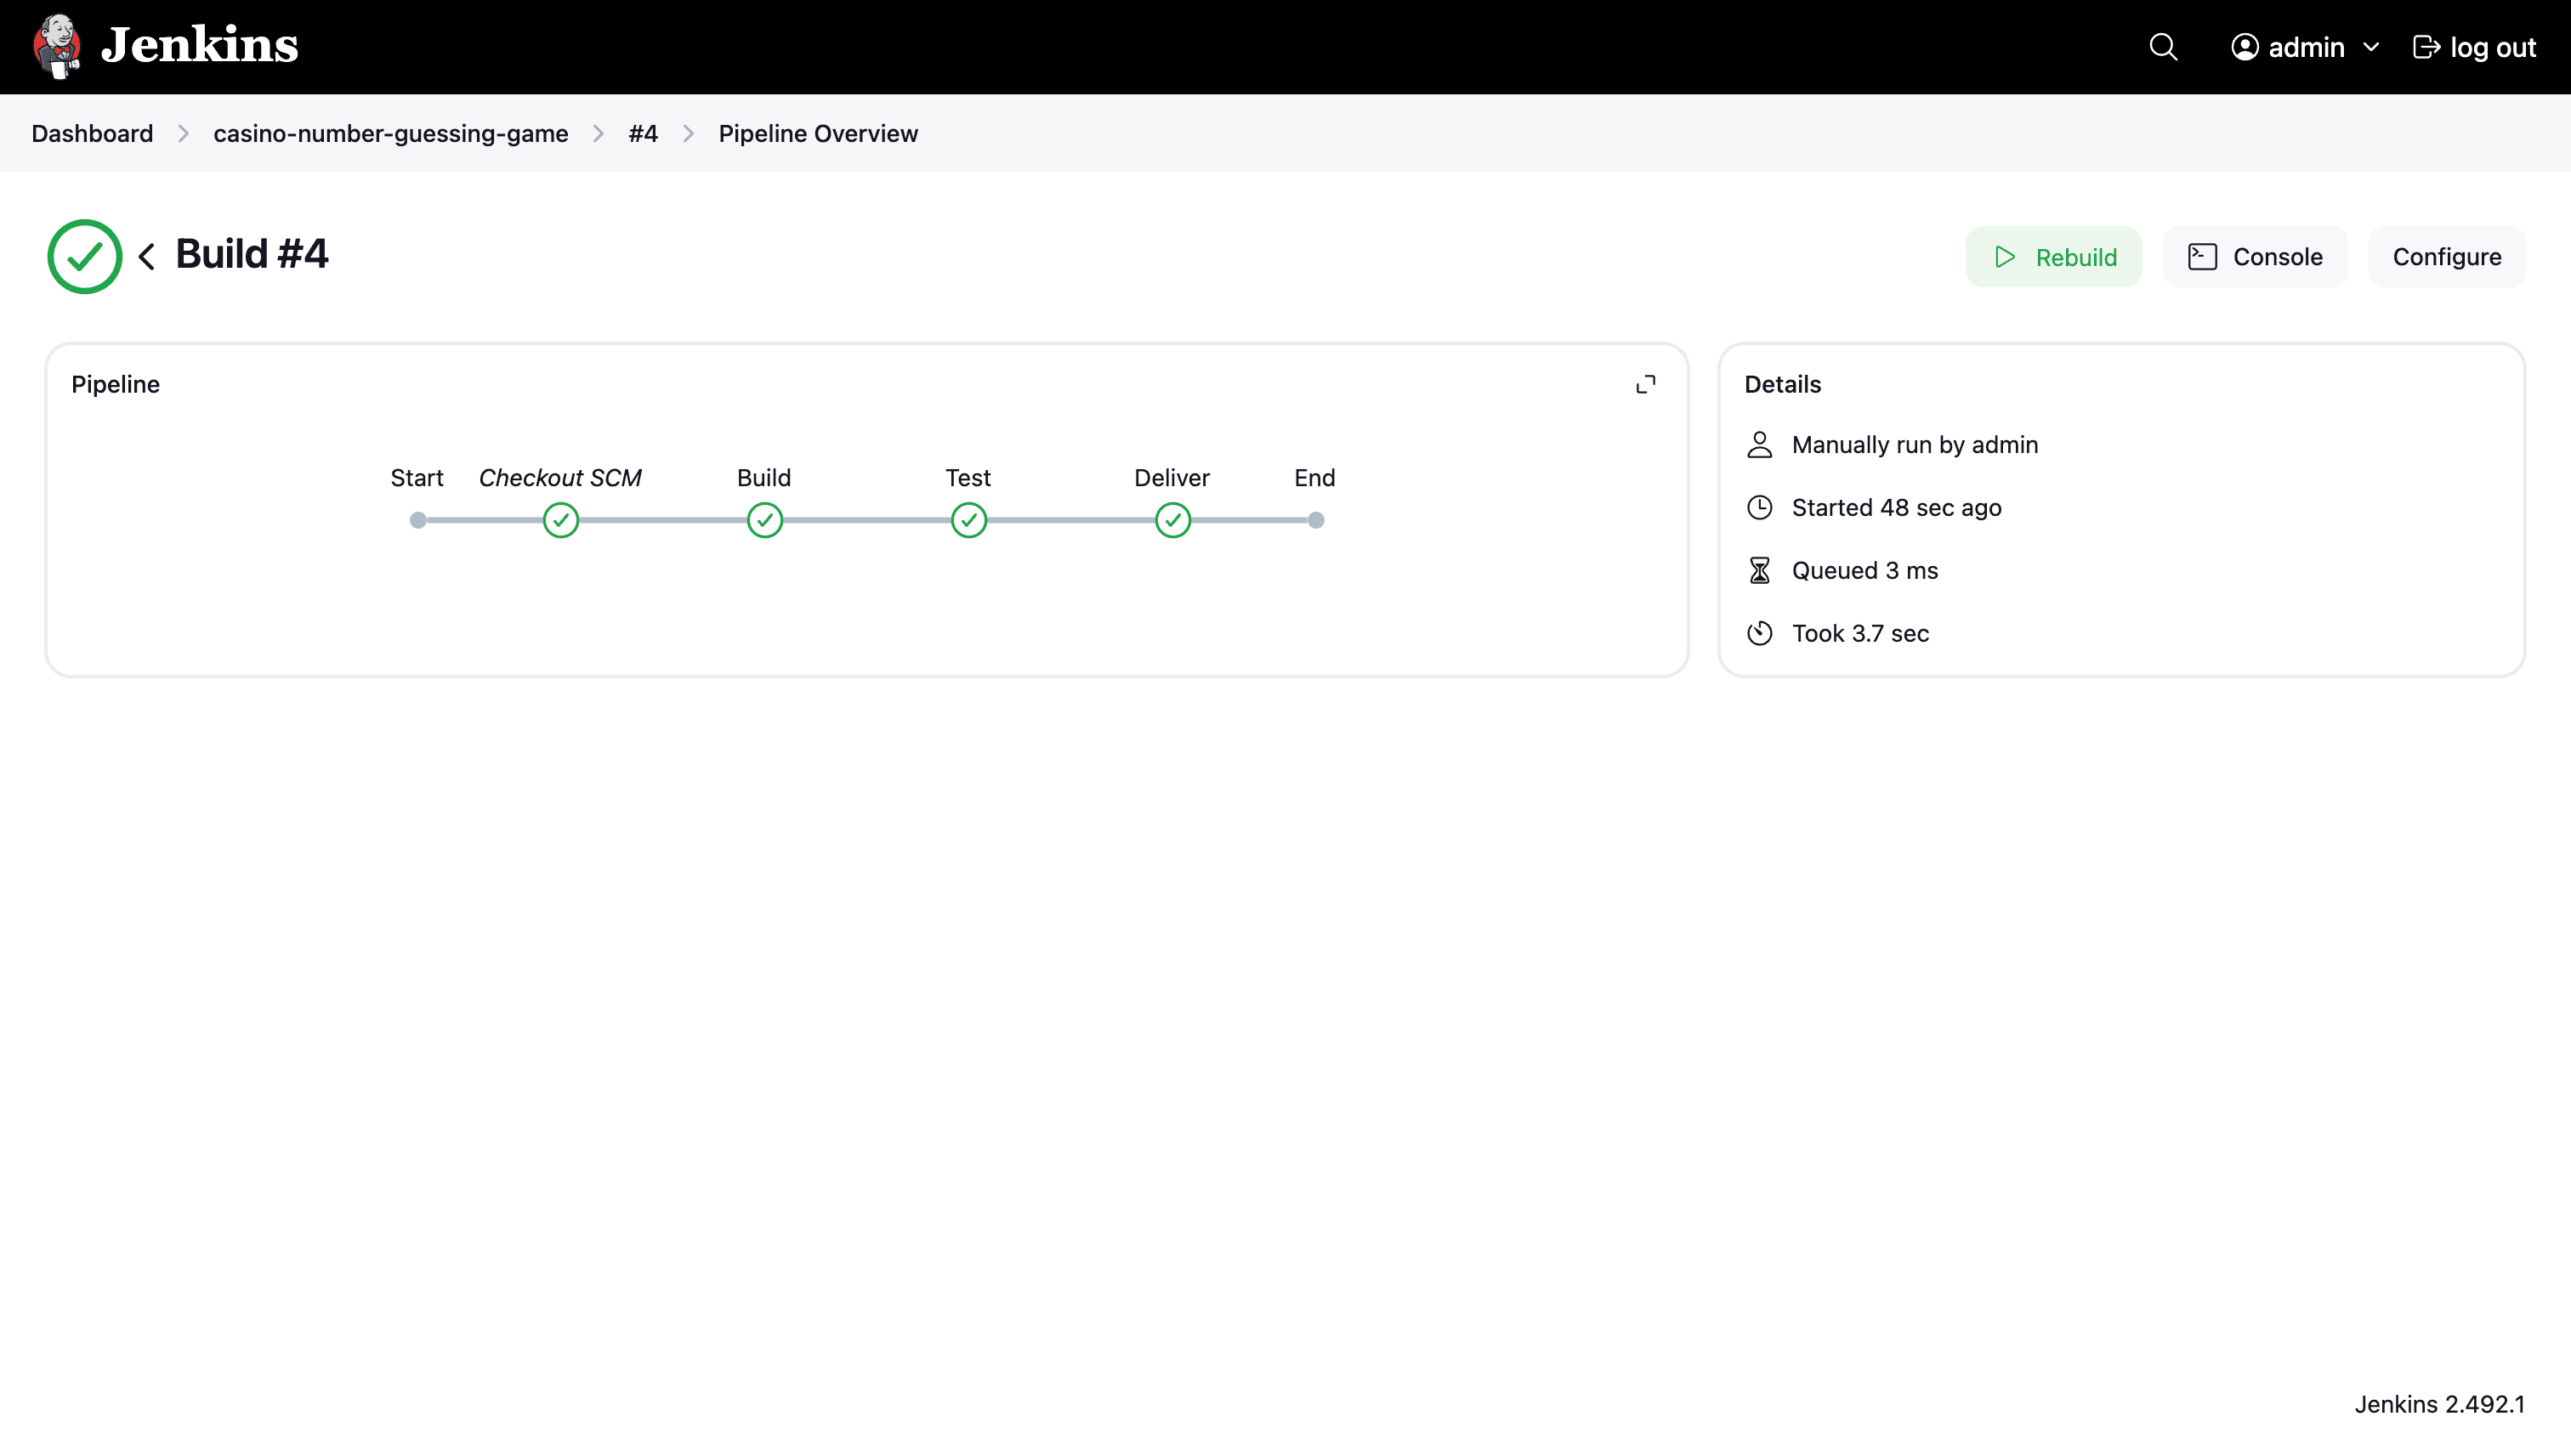 Jenkins
admin
log out
Dashboard
casino-number-guessing-game
#4
Pipeline Overview
Build #4
Rebuild
Console
Configure
Pipeline
Start
Checkout SCM
Build
Test
Deliver
End
Details
Manually run by admin
Started 48 sec ago
Queued 3 ms
Took 3.7 sec
Jenkins 2.492.1